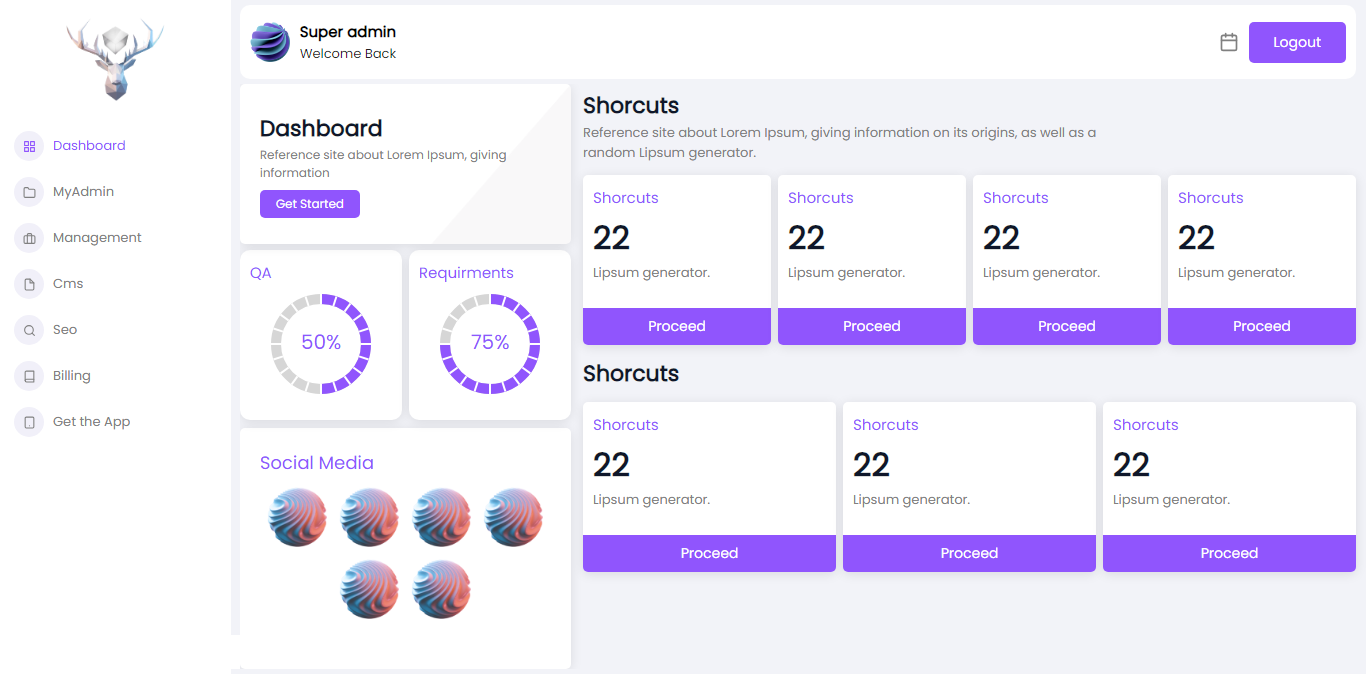 Super admin
Welcome Back
Logout
Dashboard
MyAdmin
Management
Cms
Seo
Billing
Get the App
Dashboard
Reference site about Lorem Ipsum, giving
information
Get Started
QA
50%
Requirments
75%
Social Media
Shorcuts
Reference site about Lorem Ipsum, giving information on its origins, as well as a
random Lipsum generator.
Shorcuts
22
Lipsum generator.
Proceed
Shorcuts
22
Lipsum generator.
Proceed
Shorcuts
22
Lipsum generator.
Proceed
Shorcuts
22
Lipsum generator.
Proceed
Shorcuts
Shorcuts
22
Lipsum generator.
Proceed
Shorcuts
22
Lipsum generator.
Proceed
Shorcuts
22
Lipsum generator.
Proceed